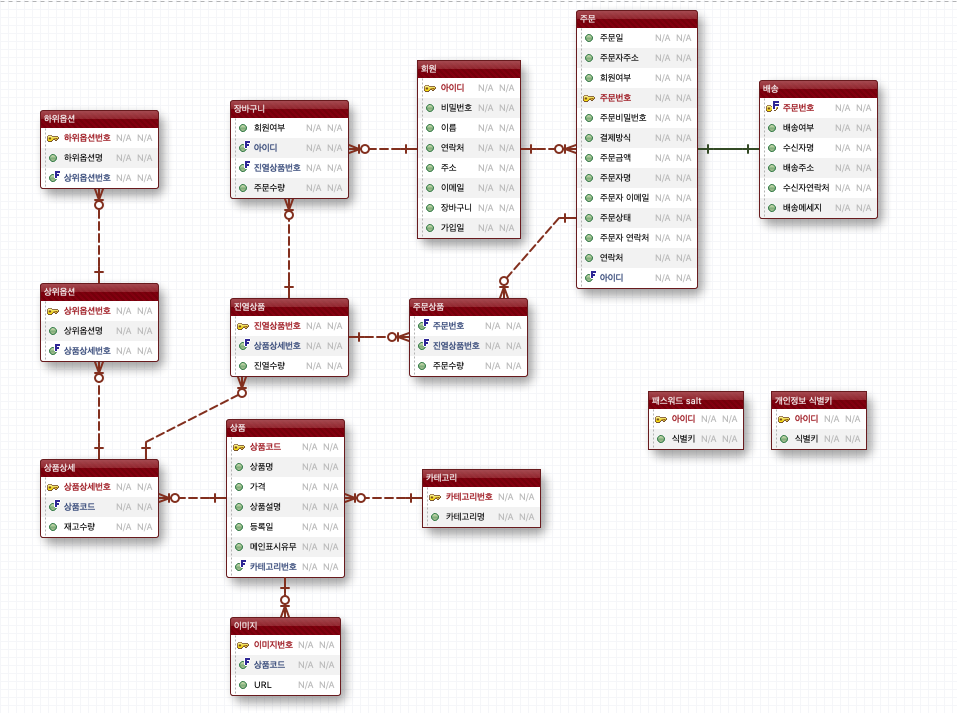 주문
주문일 N/A N/A
주문자주소 N/A N/A
회원여부 N/A N/A
주문번호 N/A N/A
주문비밀번호 N/A N/A
결제방식 N/A N/A
주문금액 N/A N/A
주문자명 N/A N/A
주문자 이메일 N/A N/A
주문상태 N/A N/A
주문자 연락처 N/A N/A
연락처 N/A N/A
아이디 N/A N/A
회원
아이디 N/A N/A
비밀번호 N/A N/A
이름 N/A N/A
연락처 N/A N/A
주소 N/A N/A
이메일 N/A N/A
장바구니 N/A N/A
가입일 N/A N/A
배송
주문번호 N/A N/A
배송여부 N/A N/A
수신자명 N/A N/A
배송주소 N/A N/A
수신자연락처 N/A N/A
배송메세지 N/A N/A
장바구니
회원여부 N/A N/A
아이디 N/A N/A
진열상품번호 N/A N/A
주문수량 N/A N/A
하위옵션
하위옵션번호 N/A N/A
하위옵션명 N/A N/A
상위옵션번호 N/A N/A
상위옵션
상위옵션번호 N/A N/A
상위옵션명 N/A N/A
상품상세번호 N/A N/A
진열상품
진열상품번호 N/A N/A
상품상세번호 N/A N/A
진열수량 N/A N/A
주문상품
주문번호 N/A N/A
진열상품번호 N/A N/A
주문수량 N/A N/A
패스워드 salt
아이디 N/A N/A
식별키 N/A N/A
개인정보 식별키
아이디 N/A N/A
식별키 N/A N/A
상품
상품코드 N/A N/A
상품명 N/A N/A
가격 N/A N/A
상품설명 N/A N/A
등록일 N/A N/A
메인표시유무 N/A N/A
카테고리번호 N/A N/A
상품상세
상품상세번호 N/A N/A
상품코드 N/A N/A
재고수량 N/A N/A
카테고리
카테고리번호 N/A N/A
카테고리명 N/A N/A
이미지
이미지번호 N/A N/A
상품코드 N/A N/A
URL N/A N/A